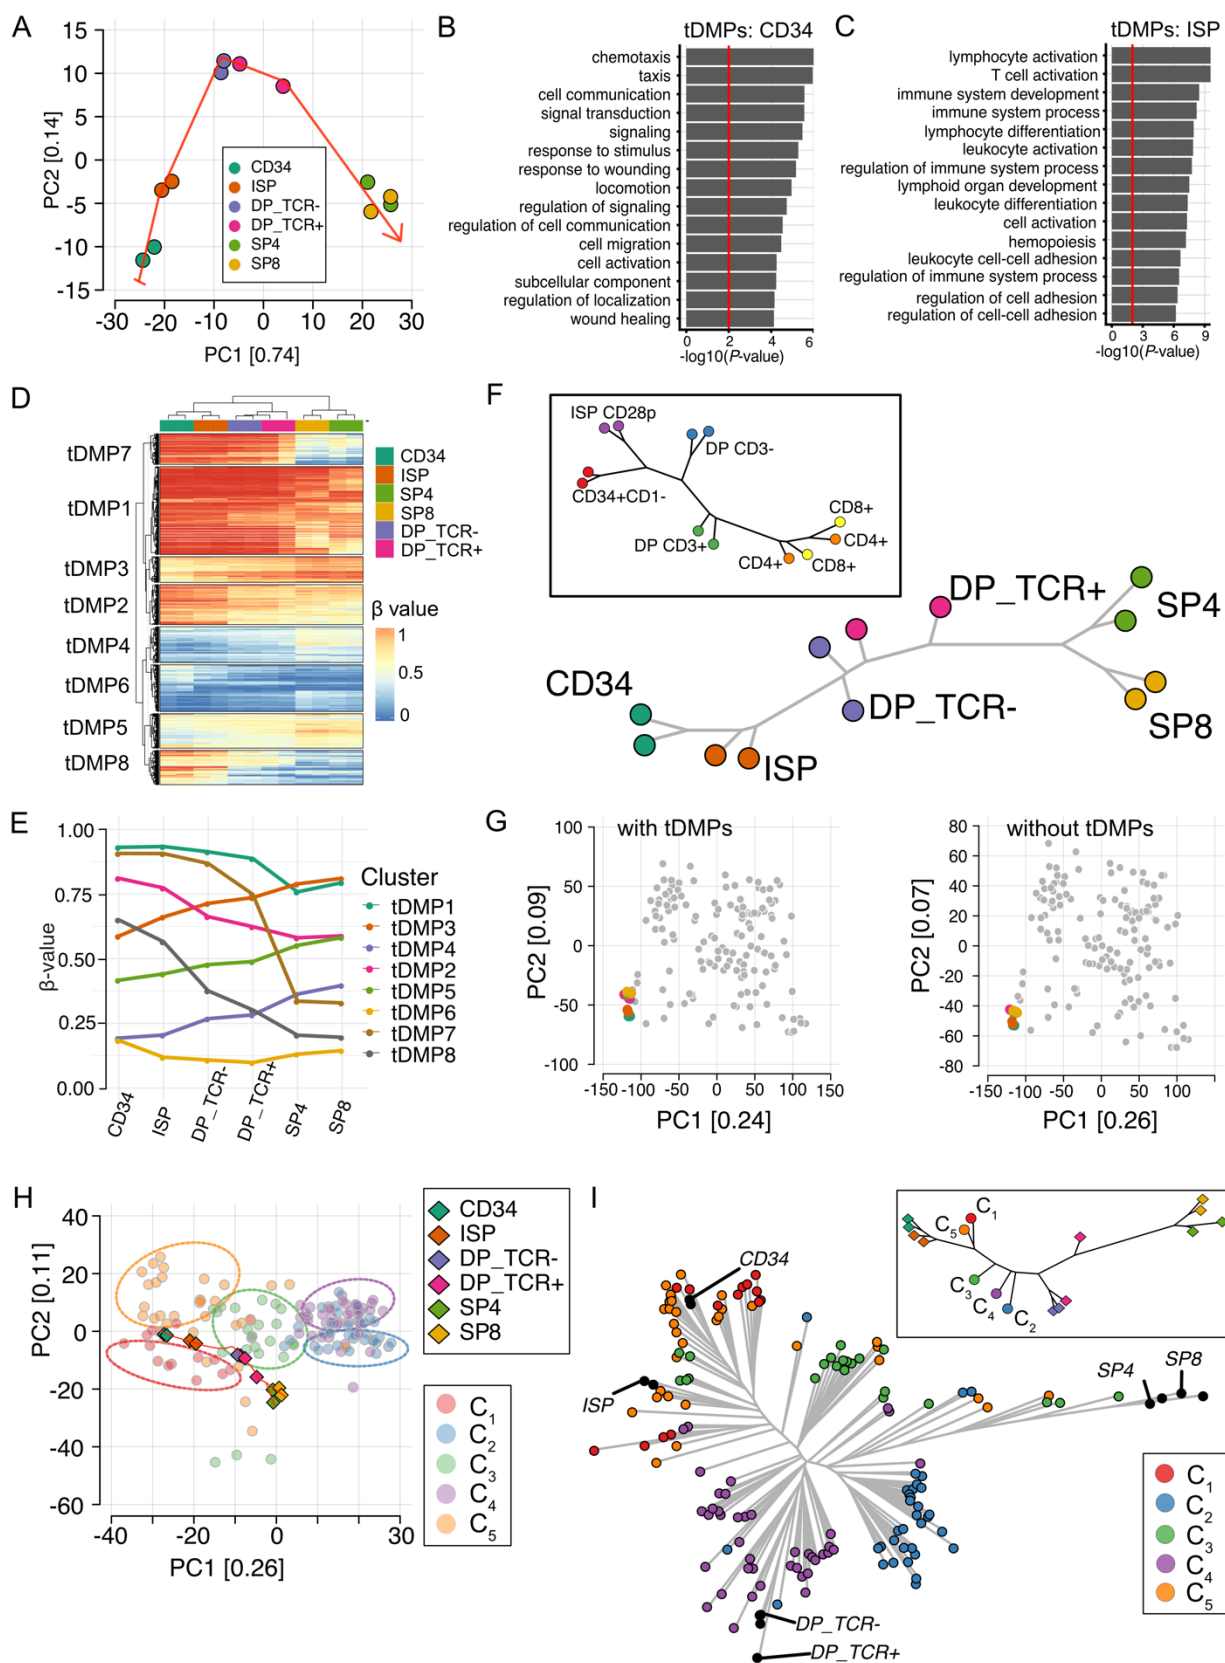 A
15
10
5
0
-5
-10
-15
PC2 [0.14]
-30
-20
-10
0
10
20
30
PC1 [0.74]
CD34
ISP
DP_TCR-
DP_TCR+
SP4
SP8
B
tDMPs: CD34
chemotaxis
taxis
cell communication
signal transduction
signaling
response to stimulus
response to wounding
locomotion
regulation of signaling
regulation of cell communication
cell migration
cell activation
subcellular component
regulation of localization
wound healing
0
2
4
6
-log10(P-value)
C
tDMPs: ISP
lymphocyte activation
T cell activation
immune system development
immune system process
lymphocyte differentiation
leukocyte activation
regulation of immune system process
lymphoid organ development
leukocyte differentiation
cell activation
hemopoiesis
leukocyte cell-cell adhesion
regulation of immune system process
regulation of cell adhesion
regulation of cell-cell adhesion
0
3
6
9
-log10(P-value)
D
tDMP7
tDMP1
tDMP3
tDMP2
tDMP4
tDMP6
tDMP5
tDMP8
CD34
ISP
SP4
SP8
DP_TCR-
DP_TCR+
β value
1
0.5
0
F
ISP CD28p
DP CD3-
CD34+CD1-
DP CD3+
CD8+
CD4+
CD4+
CD8+
DP_TCR+
SP4
CD34
DP_TCR-
SP8
ISP
E
1.00
0.75
0.50
0.25
0.00
β-value
CD34
ISP
DP_TCR-
DP_TCR+
SP4
SP8
Cluster
tDMP1
tDMP3
tDMP4
tDMP2
tDMP5
tDMP6
tDMP7
tDMP8
G
with tDMPs
100
50
0
-50
-100
PC2 [0.09]
-150
-100
-50
0
50
100
150
PC1 [0.24]
without tDMPs
80
60
40
20
0
-20
-40
-60
-80
PC2 [0.07]
-150
-100
-50
0
50
100
PC1 [0.26]
H
40
20
0
-20
-40
-60
PC2 [0.11]
-40
-20
0
30
PC1 [0.26]
CD34
ISP
DP_TCR-
DP_TCR+
SP4
SP8
C1
C2
C3
C4
C5
I
C1
C5
C3
C4
C2
CD34
ISP
SP4
SP8
DP_TCR-
DP_TCR+
C1
C2
C3
C4
C5